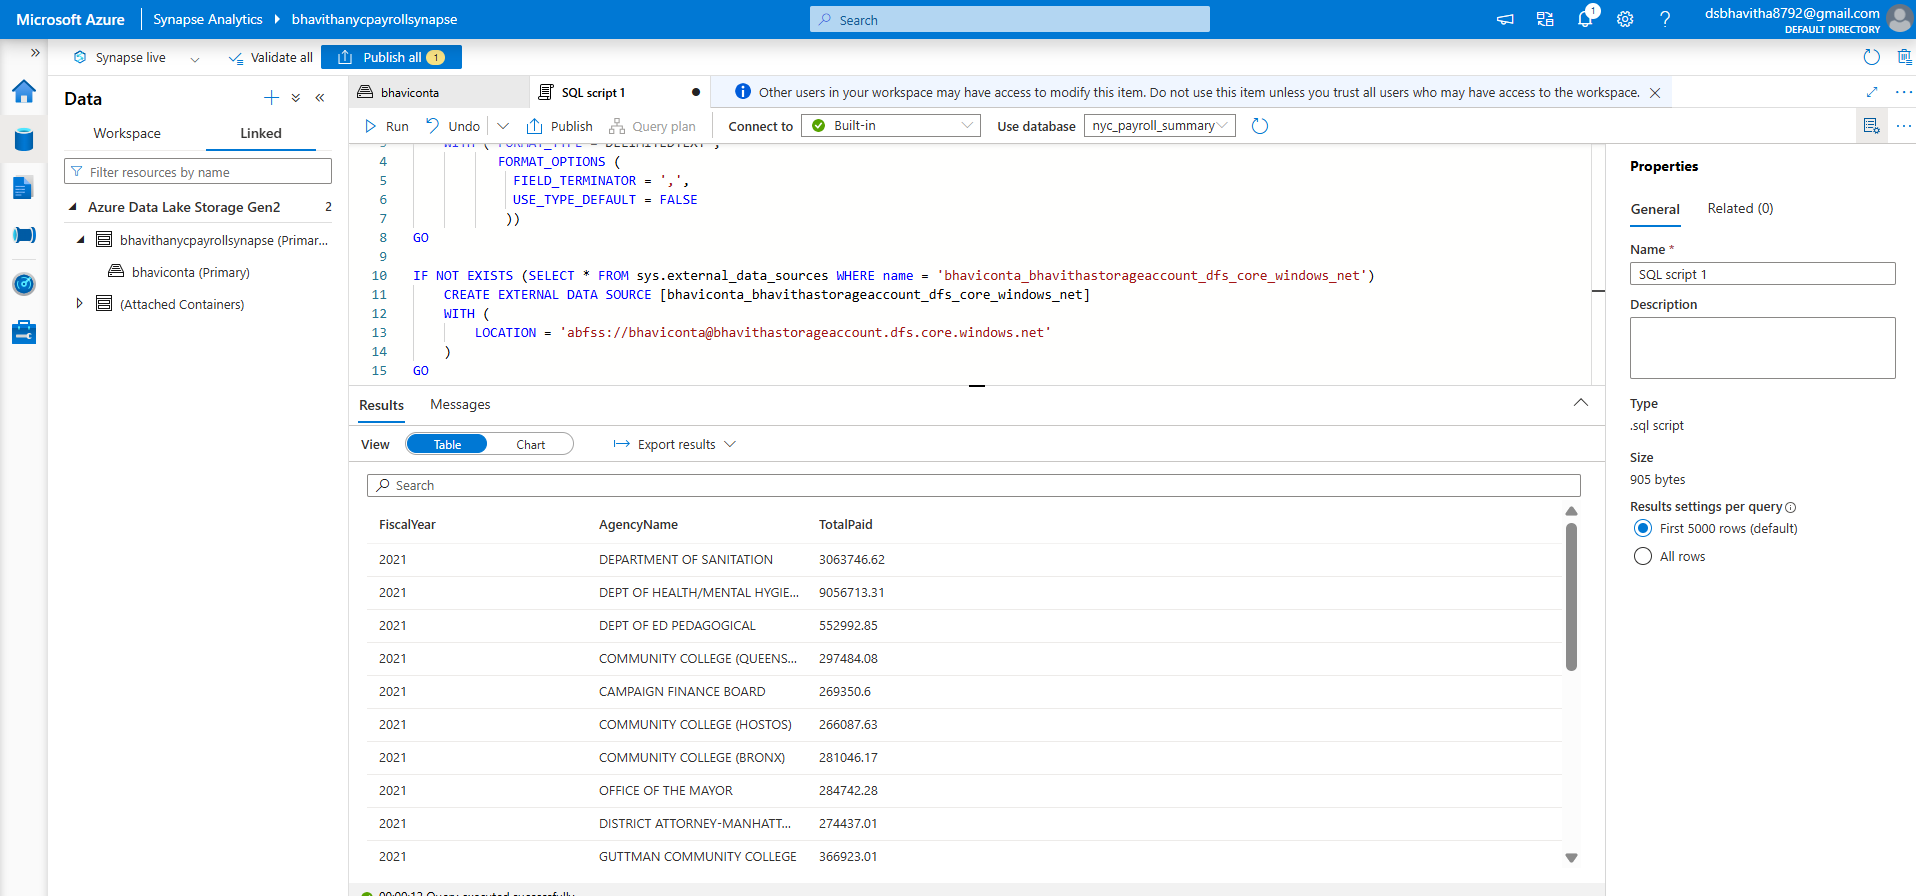 Microsoft Azure Synapse Analytics bhavithanycpayrollsynapse Search 1 dsbhavitha8792@gmail.com
DEFAULT DIRECTORY
Synapse live Validate all Publish all 1
Data
Workspace Linked
Filter resources by name
Azure Data Lake Storage Gen2 2
bhavithanycpayrollsynapse (Primar...
bhaviconta (Primary)
(Attached Containers)
bhaviconta SQL script 1 Other users in your workspace may have access to modify this item. Do not use this item unless you trust all users who may have access to the workspace.
Run Undo Publish Query plan Connect to Built-in Use database nyc_payroll_summary
3 WITH ( FORMAT_TYPE = DELIMITEDTEXT ,
4 FORMAT_OPTIONS (
5 FIELD_TERMINATOR = ',',
6 USE_TYPE_DEFAULT = FALSE
7 ))
8 GO
9
10 IF NOT EXISTS (SELECT * FROM sys.external_data_sources WHERE name = 'bhaviconta_bhavithastorageaccount_dfs_core_windows_net')
11 CREATE EXTERNAL DATA SOURCE [bhaviconta_bhavithastorageaccount_dfs_core_windows_net]
12 WITH (
13 LOCATION = 'abfss://bhaviconta@bhavithastorageaccount.dfs.core.windows.net'
14 )
15 GO
Results Messages
View Table Chart Export results
Search
FiscalYear AgencyName TotalPaid
2021 DEPARTMENT OF SANITATION 3063746.62
2021 DEPT OF HEALTH/MENTAL HYGIE... 9056713.31
2021 DEPT OF ED PEDAGOGICAL 552992.85
2021 COMMUNITY COLLEGE (QUEENS... 297484.08
2021 CAMPAIGN FINANCE BOARD 269350.6
2021 COMMUNITY COLLEGE (HOSTOS) 266087.63
2021 COMMUNITY COLLEGE (BRONX) 281046.17
2021 OFFICE OF THE MAYOR 284742.28
2021 DISTRICT ATTORNEY-MANHATT... 274437.01
2021 GUTTMAN COMMUNITY COLLEGE 366923.01
00:00:12 Query executed successfully
Properties
General Related (0)
Name *
SQL script 1
Description
Type
.sql script
Size
905 bytes
Results settings per query
First 5000 rows (default)
All rows